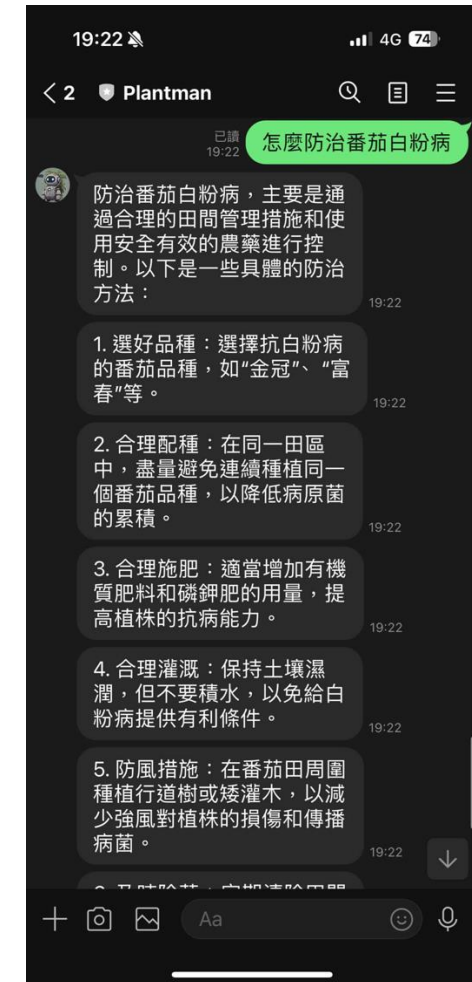 19:22
4G 74
2 Plantman
已讀
19:22
怎麼防治番茄白粉病
防治番茄白粉病，主要是通
過合理的田間管理措施和使
用安全有效的農藥進行控
制。以下是一些具體的防治
方法：
19:22
1. 選好品種：選擇抗白粉病
的番茄品種，如“金冠”、“富
春”等。
19:22
2. 合理配種：在同一田區
中，盡量避免連續種植同一
個番茄品種，以降低病原菌
的累積。
19:22
3. 合理施肥：適當增加有機
質肥料和磷鉀肥的用量，提
高植株的抗病能力。
19:22
4. 合理灌溉：保持土壤濕
潤，但不要積水，以免給白
粉病提供有利條件。
19:22
5. 防風措施：在番茄田周圍
種植行道樹或矮灌木，以減
少強風對植株的損傷和傳播
病菌。
19:22
Aa